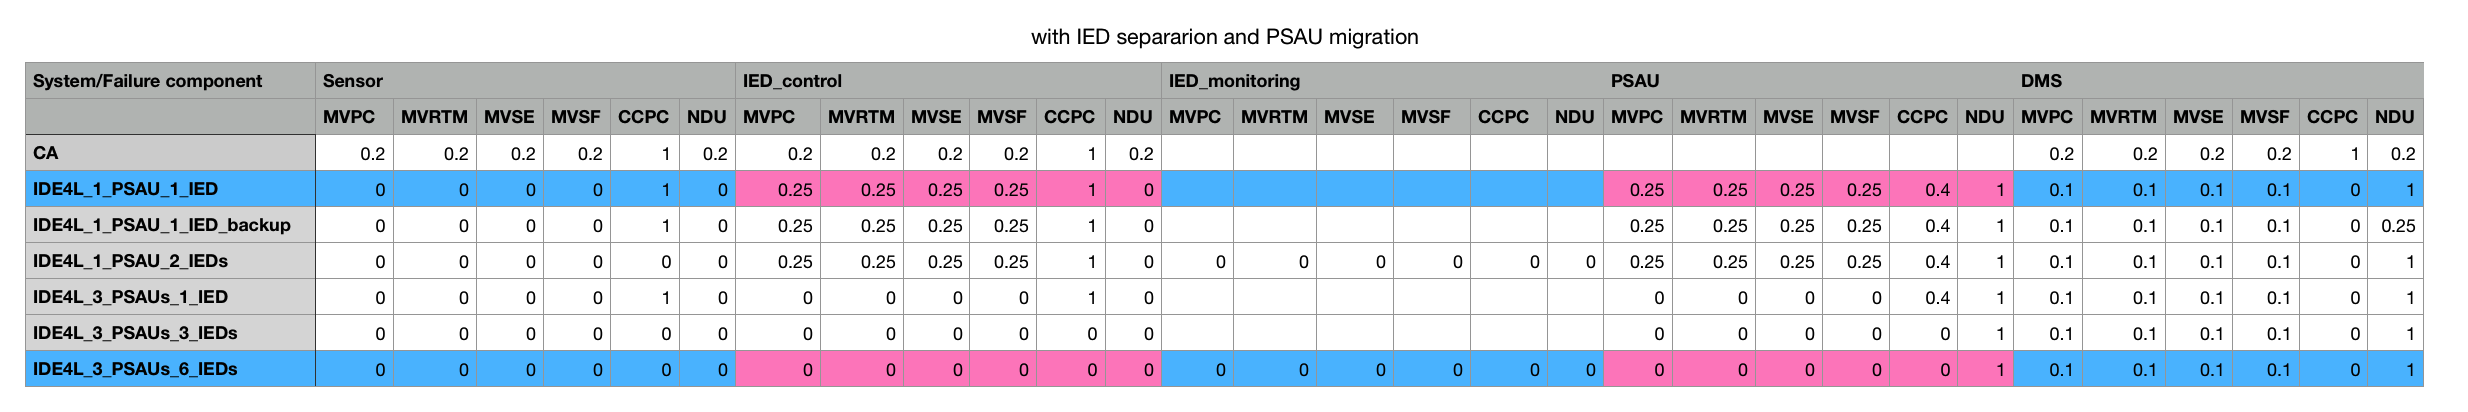 with IED separarion and PSAU migration
System/Failure component Sensor IED_control IED_monitoring PSAU DMS
MVPC MVRTM MVSE MVSF CCPC NDU MVPC MVRTM MVSE MVSF CCPC NDU MVPC MVRTM MVSE MVSF CCPC NDU MVPC MVRTM MVSE MVSF CCPC NDU MVPC MVRTM MVSE MVSF CCPC NDU
CA 0.2 0.2 0.2 0.2 1 0.2 0.2 0.2 0.2 0.2 1 0.2 0.2 0.2 0.2 0.2 1 0.2
IDE4L_1_PSAU_1_IED 0 0 0 0 1 0 0.25 0.25 0.25 0.25 1 0 0.25 0.25 0.25 0.25 0.4 1 0.1 0.1 0.1 0.1 0 1
IDE4L_1_PSAU_1_IED_backup 0 0 0 0 1 0 0.25 0.25 0.25 0.25 1 0 0.25 0.25 0.25 0.25 0.4 1 0.1 0.1 0.1 0.1 0 0.25
IDE4L_1_PSAU_2_IEDs 0 0 0 0 0 0 0.25 0.25 0.25 0.25 1 0 0 0 0 0 0 0 0.25 0.25 0.25 0.25 0.4 1 0.1 0.1 0.1 0.1 0 1
IDE4L_3_PSAUs_1_IED 0 0 0 0 1 0 0 0 0 0 1 0 0 0 0 0 0.4 1 0.1 0.1 0.1 0.1 0 1
IDE4L_3_PSAUs_3_IEDs 0 0 0 0 0 0 0 0 0 0 0 0 0 0 0 0 0 1 0.1 0.1 0.1 0.1 0 1
IDE4L_3_PSAUs_6_IEDs 0 0 0 0 0 0 0 0 0 0 0 0 0 0 0 0 0 0 0 0 0 0 0 1 0.1 0.1 0.1 0.1 0 1